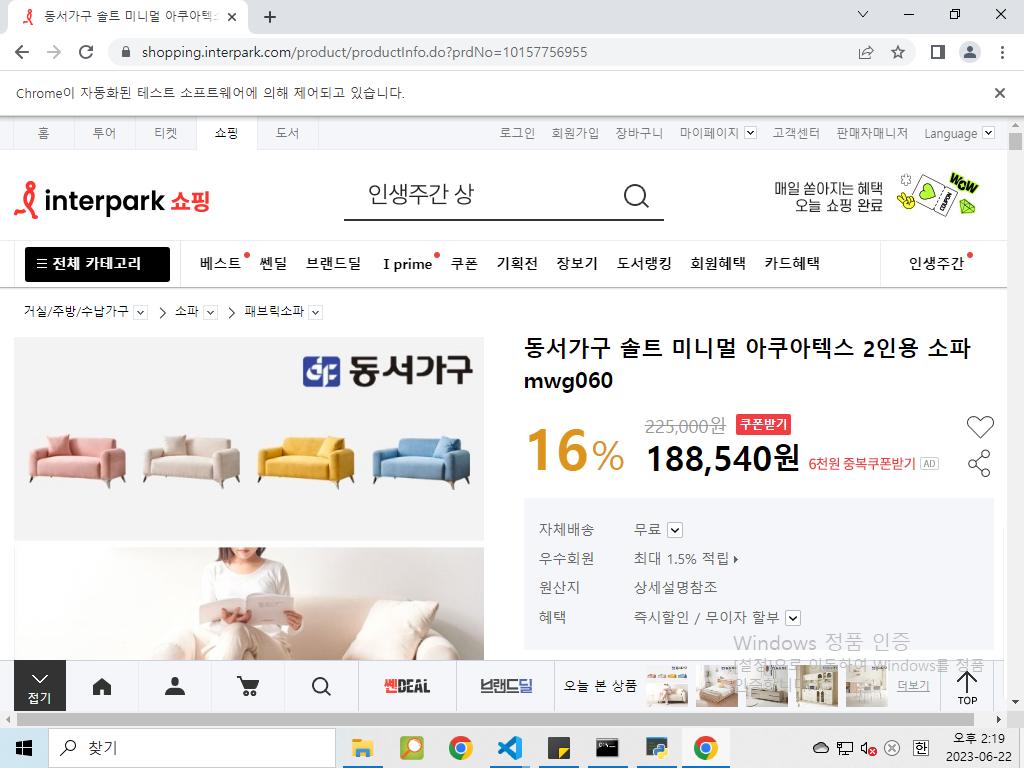 동서가구 솔트 미니멀 아쿠아텍스
shopping.interpark.com/product/productInfo.do?prdNo=10157756955
Chrome이 자동화된 테스트 소프트웨어에 의해 제어되고 있습니다.
홈 투어 티켓 쇼핑 도서 로그인 회원가입 장바구니 마이페이지 고객센터 판매자매니저 Language
interpark 쇼핑
인생주간 상
매일 쏟아지는 혜택
오늘 쇼핑 완료
WOW
COUPON
전체 카테고리 베스트 쎈딜 브랜드딜 I prime 쿠폰 기획전 장보기 도서랭킹 회원혜택 카드혜택 인생주간
거실/주방/수납가구 > 소파 > 패브릭소파
동서가구
동서가구 솔트 미니멀 아쿠아텍스 2인용 소파
mwg060
16%
225,000원 쿠폰받기
188,540원 6천원 중복쿠폰받기 AD
자체배송 무료
우수회원 최대 1.5% 적립
원산지 상세설명참조
혜택 즉시할인 / 무이자 할부
Windows 정품 인증
[설정]으로 이동하여 Windows를 정품
인증합니다.
접기
쎈DEAL
브랜드딜
오늘 본 상품
더보기
TOP
찾기
한
오후 2:19
2023-06-22